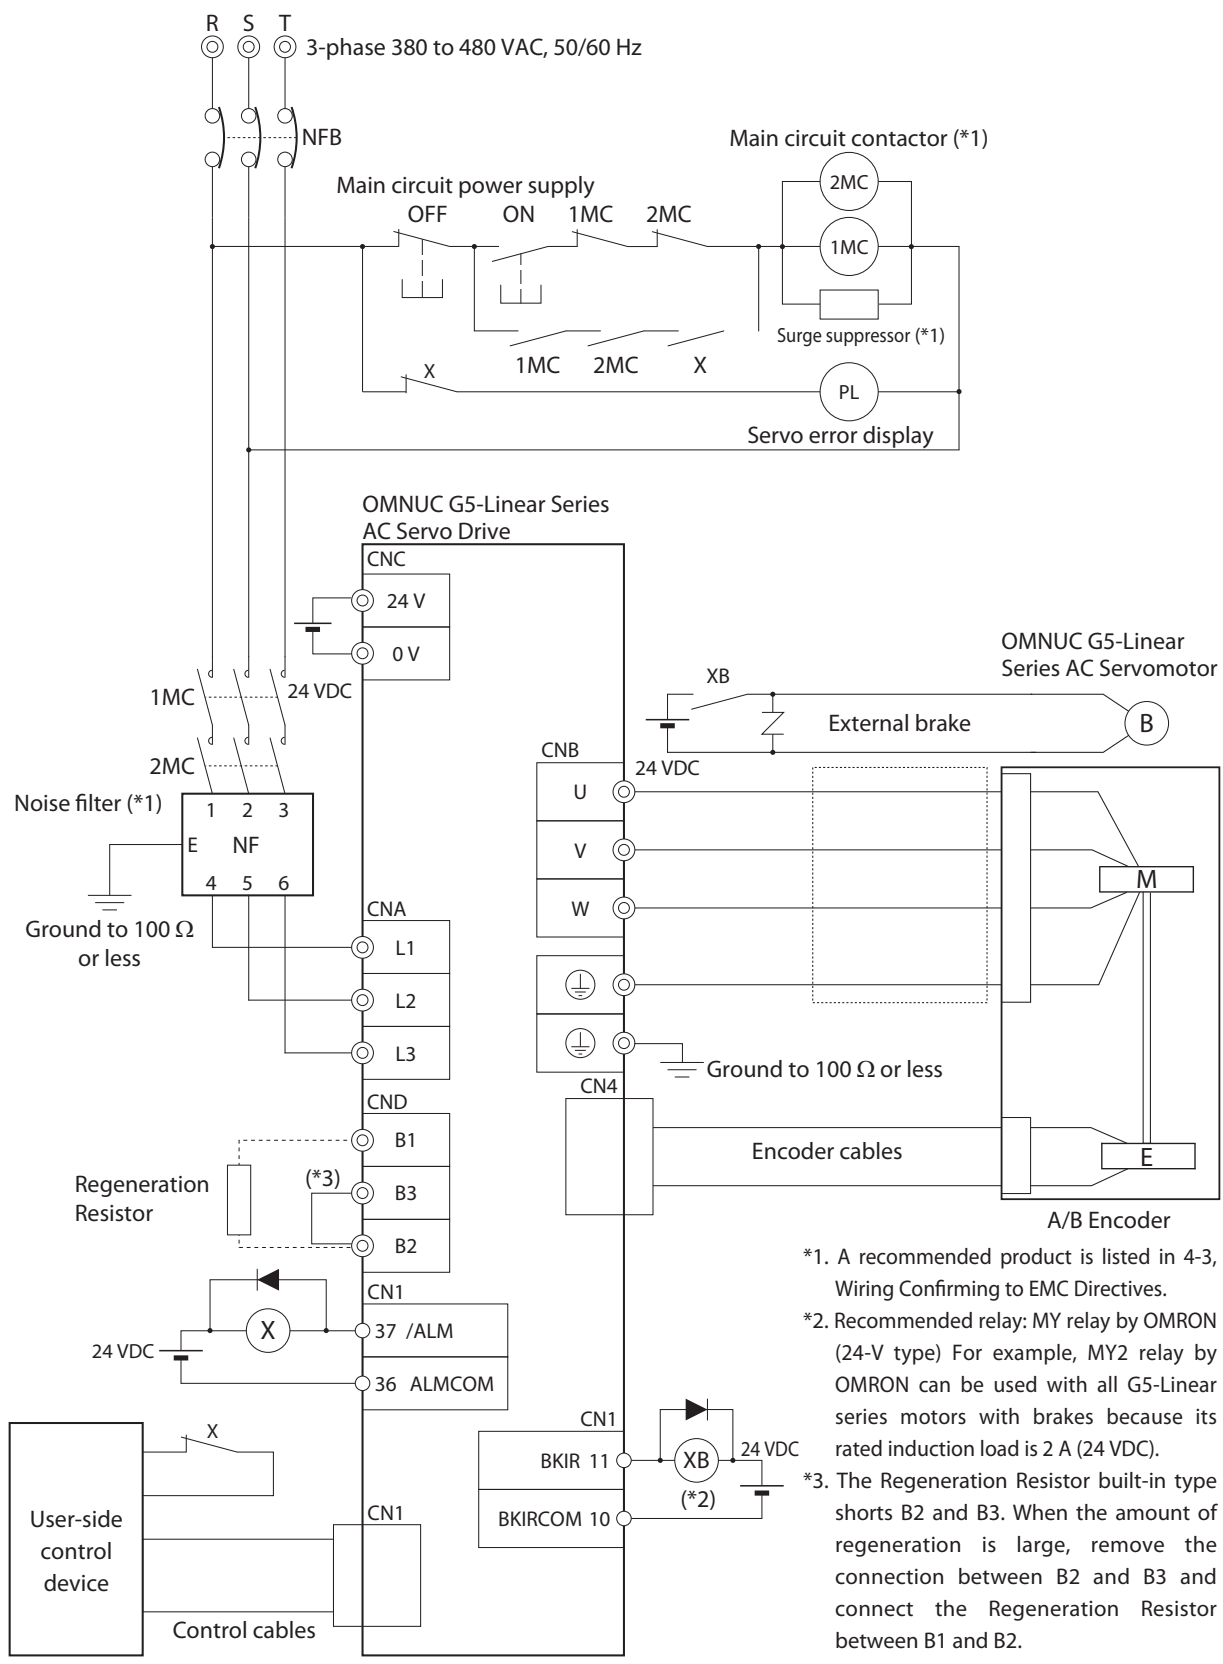 R S T
3-phase 380 to 480 VAC, 50/60 Hz
NFB
Main circuit contactor (*1)
2MC
Main circuit power supply
OFF ON 1MC 2MC
1MC
Surge suppressor (*1)
1MC 2MC X
X
PL
Servo error display
OMNUC G5-Linear Series
AC Servo Drive
CNC
24 V
0 V
24 VDC
1MC
2MC
Noise filter (*1)
1 2 3
E NF
4 5 6
Ground to 100 Ω
or less
OMNUC G5-Linear
Series AC Servomotor
XB
External brake
B
24 VDC
CNB
U
V
W
M
CNA
L1
L2
L3
Ground to 100 Ω or less
CN4
Encoder cables
E
A/B Encoder
CND
B1
(*3)
B3
B2
Regeneration
Resistor
CN1
X
37 /ALM
24 VDC
36 ALMCOM
CN1
BKIR 11
XB
24 VDC
(*2)
BKIRCOM 10
X
User-side
control
device
CN1
Control cables
*1. A recommended product is listed in 4-3,
Wiring Confirming to EMC Directives.
*2. Recommended relay: MY relay by OMRON
(24-V type) For example, MY2 relay by
OMRON can be used with all G5-Linear
series motors with brakes because its
rated induction load is 2 A (24 VDC).
*3. The Regeneration Resistor built-in type
shorts B2 and B3. When the amount of
regeneration is large, remove the
connection between B2 and B3 and
connect the Regeneration Resistor
between B1 and B2.